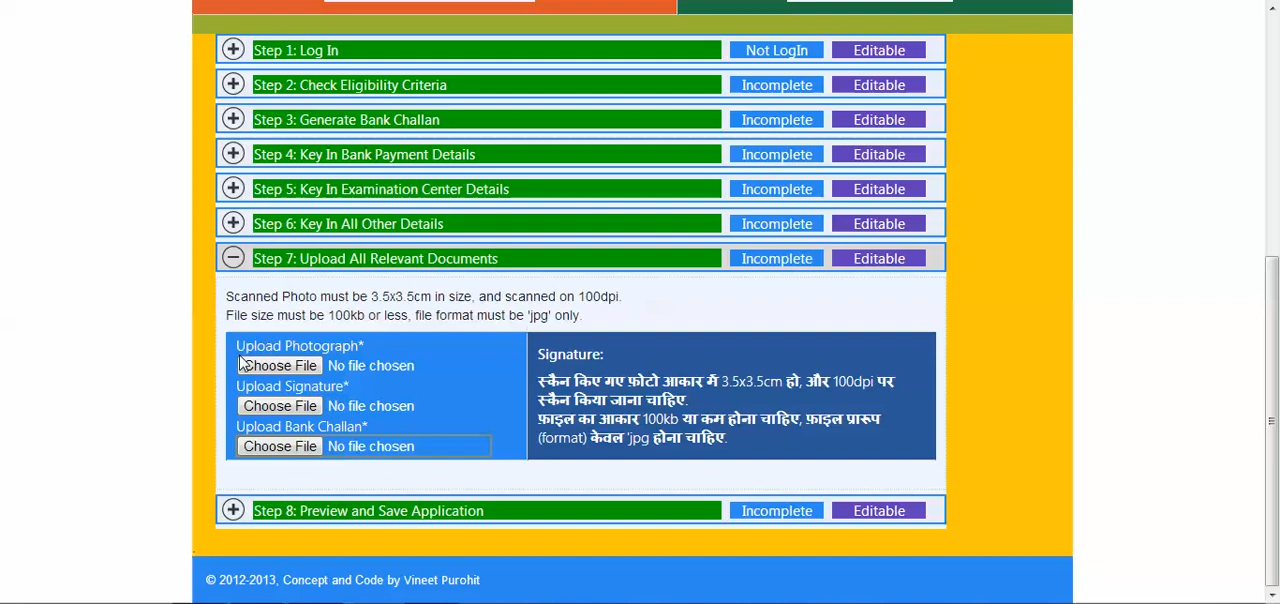 Step 1: Log In Not LogIn Editable
Step 2: Check Eligibility Criteria Incomplete Editable
Step 3: Generate Bank Challan Incomplete Editable
Step 4: Key In Bank Payment Details Incomplete Editable
Step 5: Key In Examination Center Details Incomplete Editable
Step 6: Key In All Other Details Incomplete Editable
Step 7: Upload All Relevant Documents Incomplete Editable
Scanned Photo must be 3.5x3.5cm in size, and scanned on 100dpi.
File size must be 100kb or less, file format must be 'jpg' only.
Upload Photograph*
Choose File No file chosen
Upload Signature*
Choose File No file chosen
Upload Bank Challan*
Choose File No file chosen
Signature:
स्कैन किए गए फ़ोटो आकार में 3.5x3.5cm हो, और 100dpi पर
स्कैन किया जाना चाहिए.
फ़ाइल का आकार 100kb या कम होना चाहिए, फ़ाइल प्रारूप
(format) केवल 'jpg होना चाहिए.
Step 8: Preview and Save Application Incomplete Editable
© 2012-2013, Concept and Code by Vineet Purohit